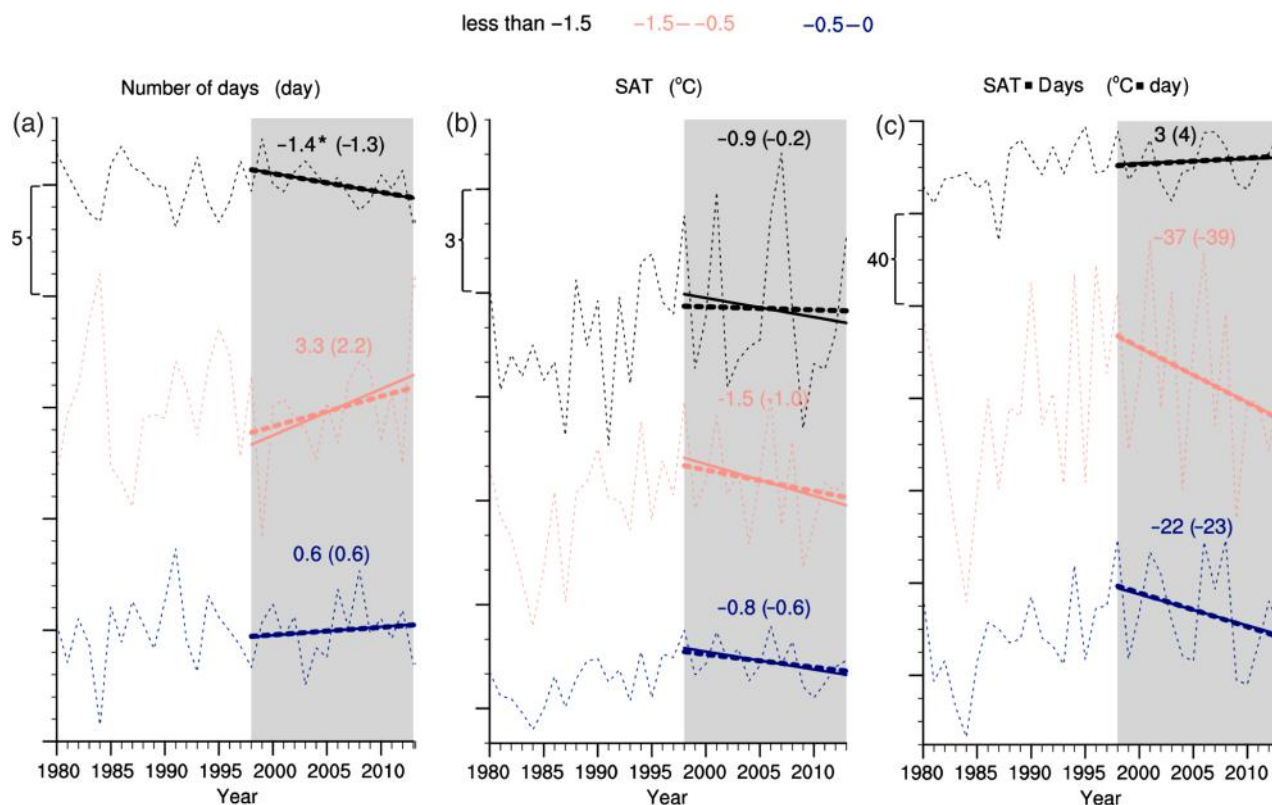 less than −1.5 −1.5−−0.5 −0.5−0
Number of days (day)
SAT (°C)
SAT▪Days (°C▪day)
(a)
−1.4* (−1.3)
5
3.3 (2.2)
0.6 (0.6)
1980 1985 1990 1995 2000 2005 2010
Year
(b)
−0.9 (−0.2)
3
-1.5 (-1.0)
−0.8 (−0.6)
1980 1985 1990 1995 2000 2005 2010
Year
(c)
3 (4)
−37 (−39)
40
−22 (−23)
1980 1985 1990 1995 2000 2005 2010
Year